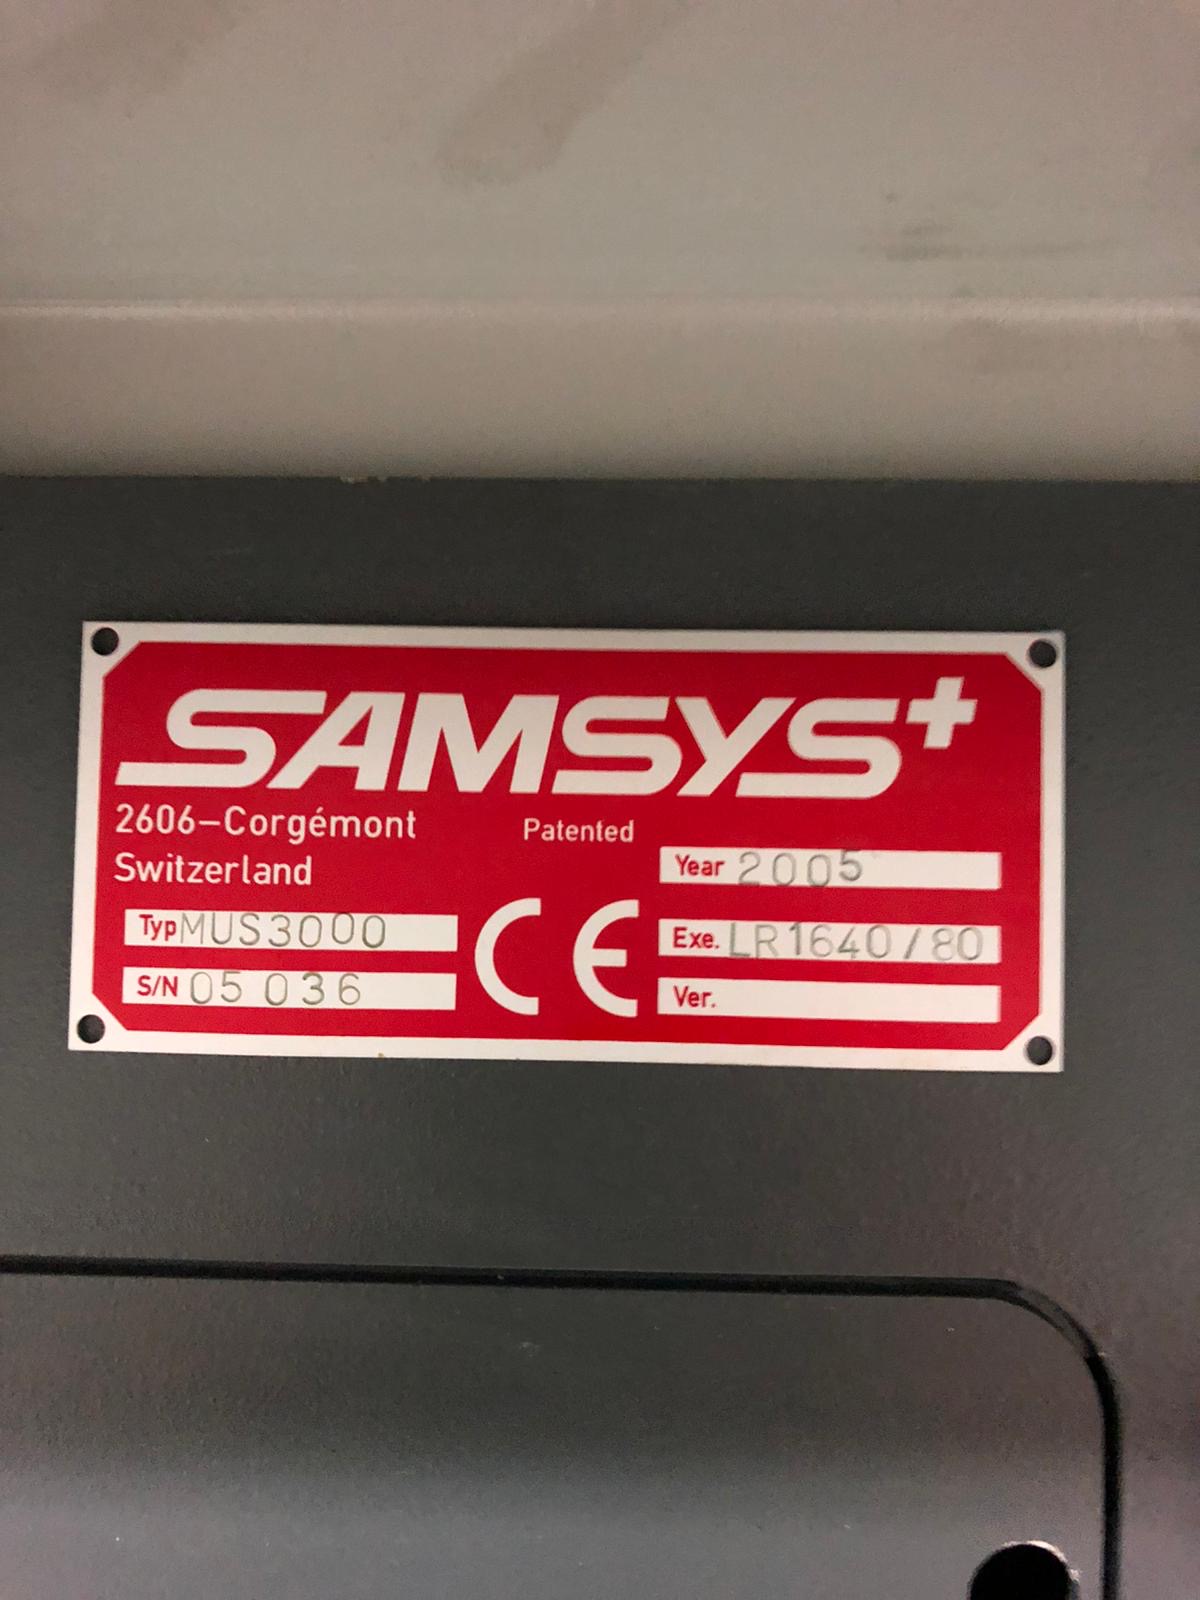 SAMSYS+
2606–Corgémont
Switzerland
Patented
Year 2005
Typ MUS3000
Exe. LR1640/80
S/N 05 036
Ver.
CE